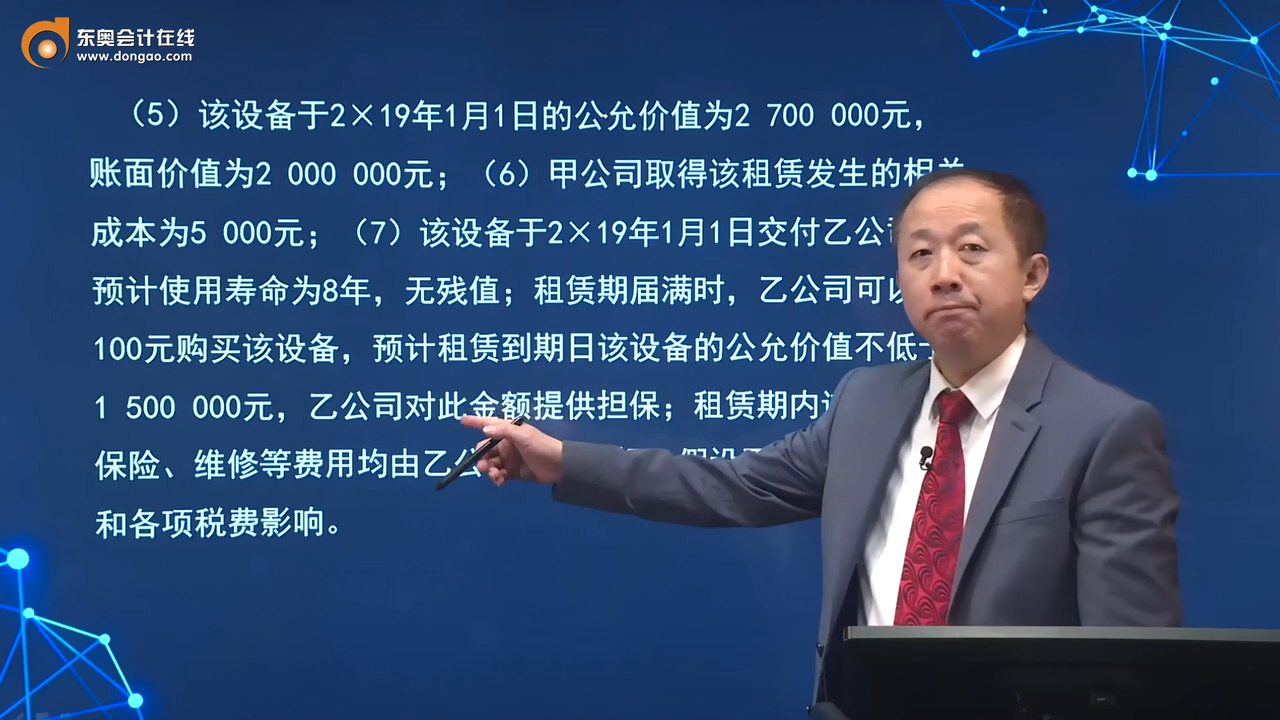 东奥会计在线
www.dongao.com
（5）该设备于2×19年1月1日的公允价值为2 700 000元，
账面价值为2 000 000元；（6）甲公司取得该租赁发生的相关
成本为5 000元；（7）该设备于2×19年1月1日交付乙公司
预计使用寿命为8年，无残值；租赁期届满时，乙公司可以
100元购买该设备，预计租赁到期日该设备的公允价值不低于
1 500 000元，乙公司对此金额提供担保；租赁期内该
保险、维修等费用均由乙公
和各项税费影响。